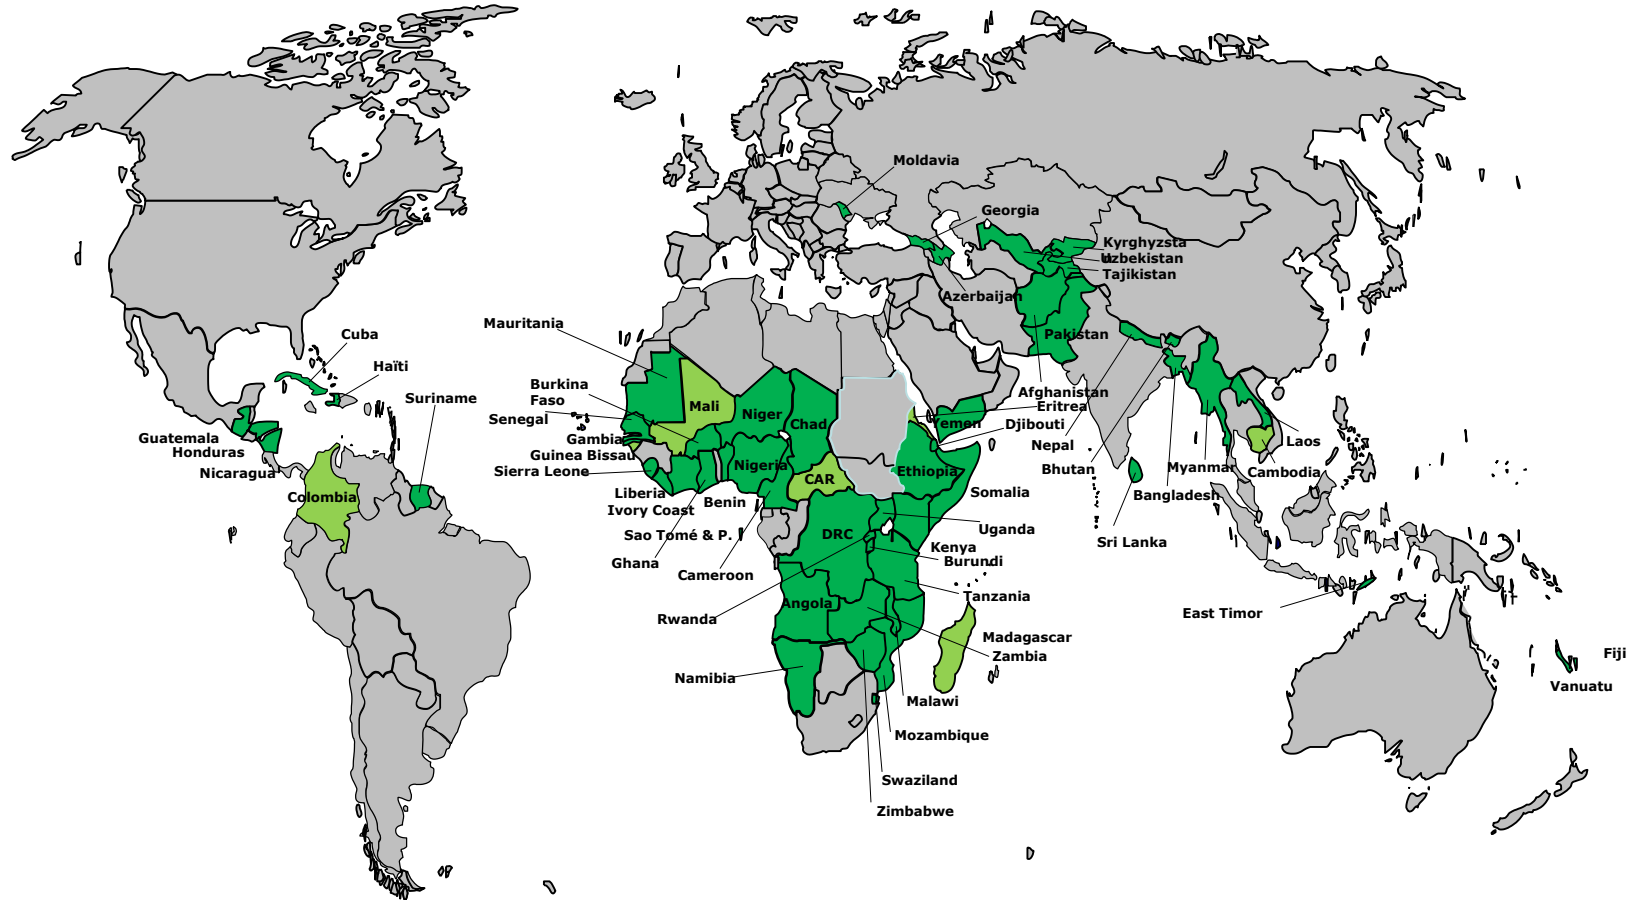 Moldavia
Georgia
Kyrghyzsta
Uzbekistan
Tajikistan
Azerbaijan
Mauritania
Cuba
Pakistan
Haïti
Burkina
Faso
Suriname
Afghanistan
Mali
Eritrea
Senegal
Niger
Yemen
Djibouti
Chad
Guatemala
Gambia
Nepal
Laos
Honduras
Guinea Bissau
Nigeria
Bhutan
Myanmar
Nicaragua
Sierra Leone
Ethiopia
Cambodia
CAR
Colombia
Liberia
Somalia
Bangladesh
Benin
Ivory Coast
Uganda
Sao Tomé & P.
DRC
Sri Lanka
Kenya
Ghana
Burundi
Cameroon
Tanzania
Angola
East Timor
Rwanda
Madagascar
Zambia
Fiji
Namibia
Vanuatu
Malawi
Mozambique
Swaziland
Zimbabwe